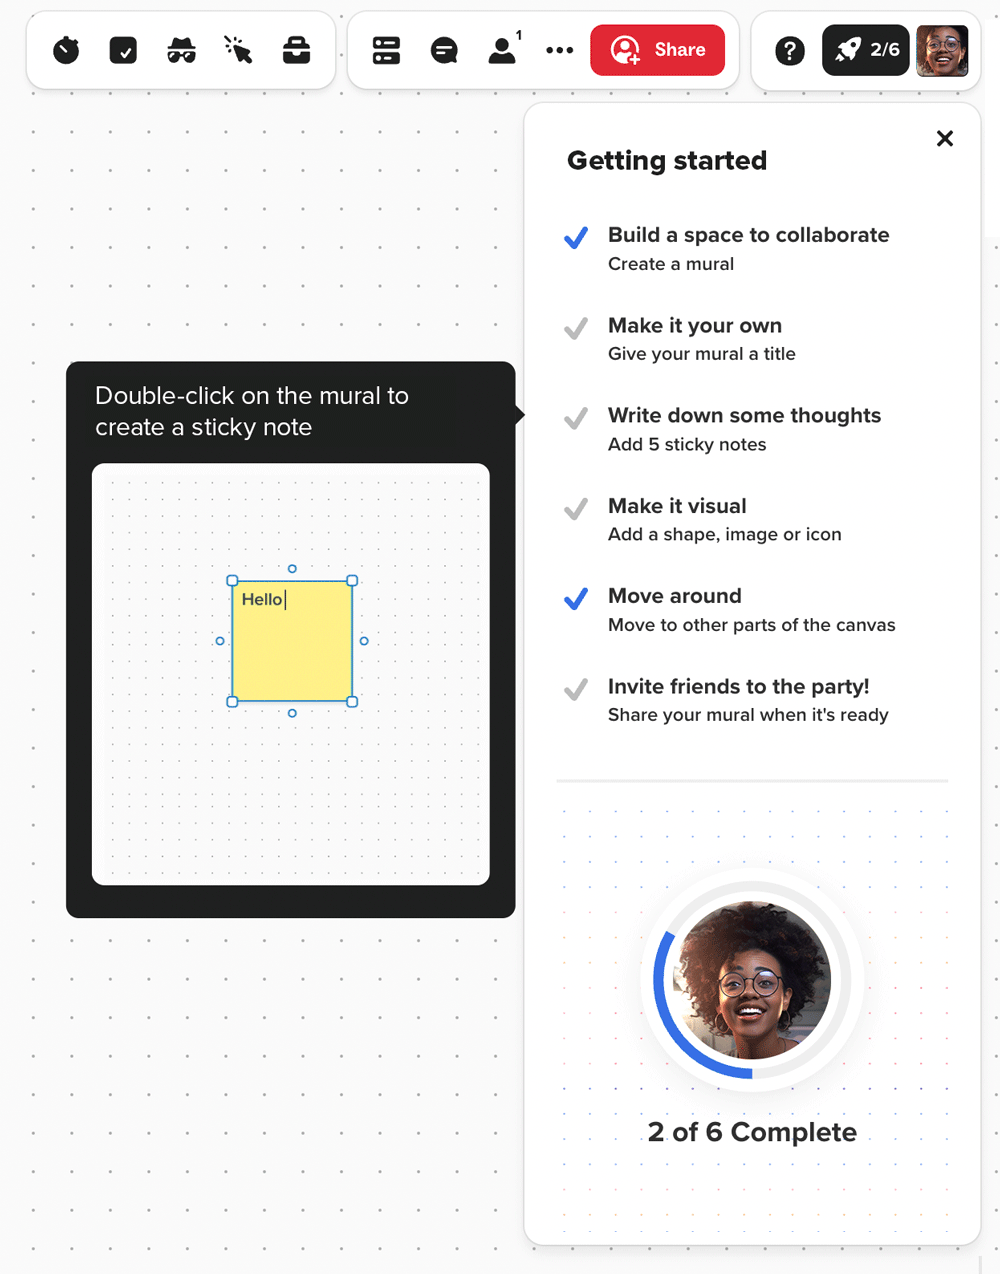 1
Share
2/6
Getting started
Build a space to collaborate
Create a mural
Make it your own
Give your mural a title
Double-click on the mural to
create a sticky note
Hello
Write down some thoughts
Add 5 sticky notes
Make it visual
Add a shape, image or icon
Move around
Move to other parts of the canvas
Invite friends to the party!
Share your mural when it's ready
2 of 6 Complete